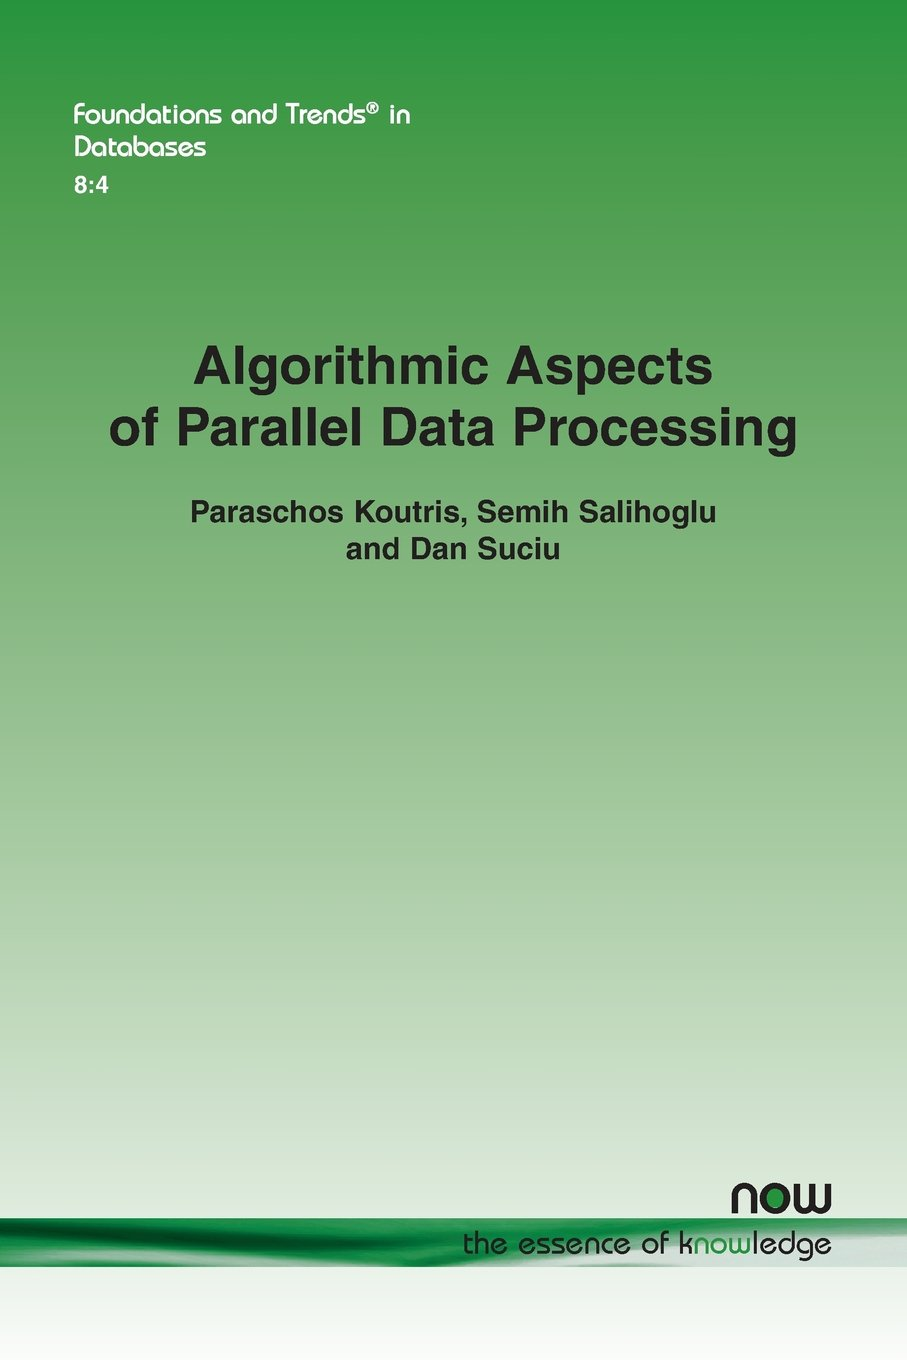 Foundations and Trends® in
Databases
8:4
Algorithmic Aspects
of Parallel Data Processing
Paraschos Koutris, Semih Salihoglu
and Dan Suciu
now
the essence of knowledge